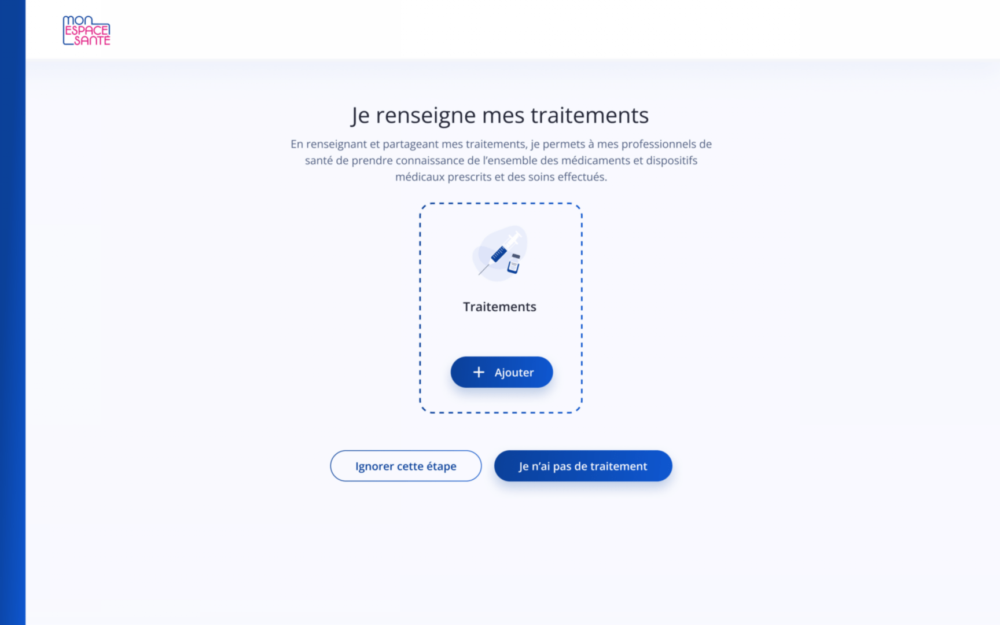 mon
ESPACE
SANTÉ
Je renseigne mes traitements
En renseignant et partageant mes traitements, je permets à mes professionnels de
santé de prendre connaissance de l’ensemble des médicaments et dispositifs
médicaux prescrits et des soins effectués.
Traitements
+ Ajouter
Ignorer cette étape
Je n’ai pas de traitement